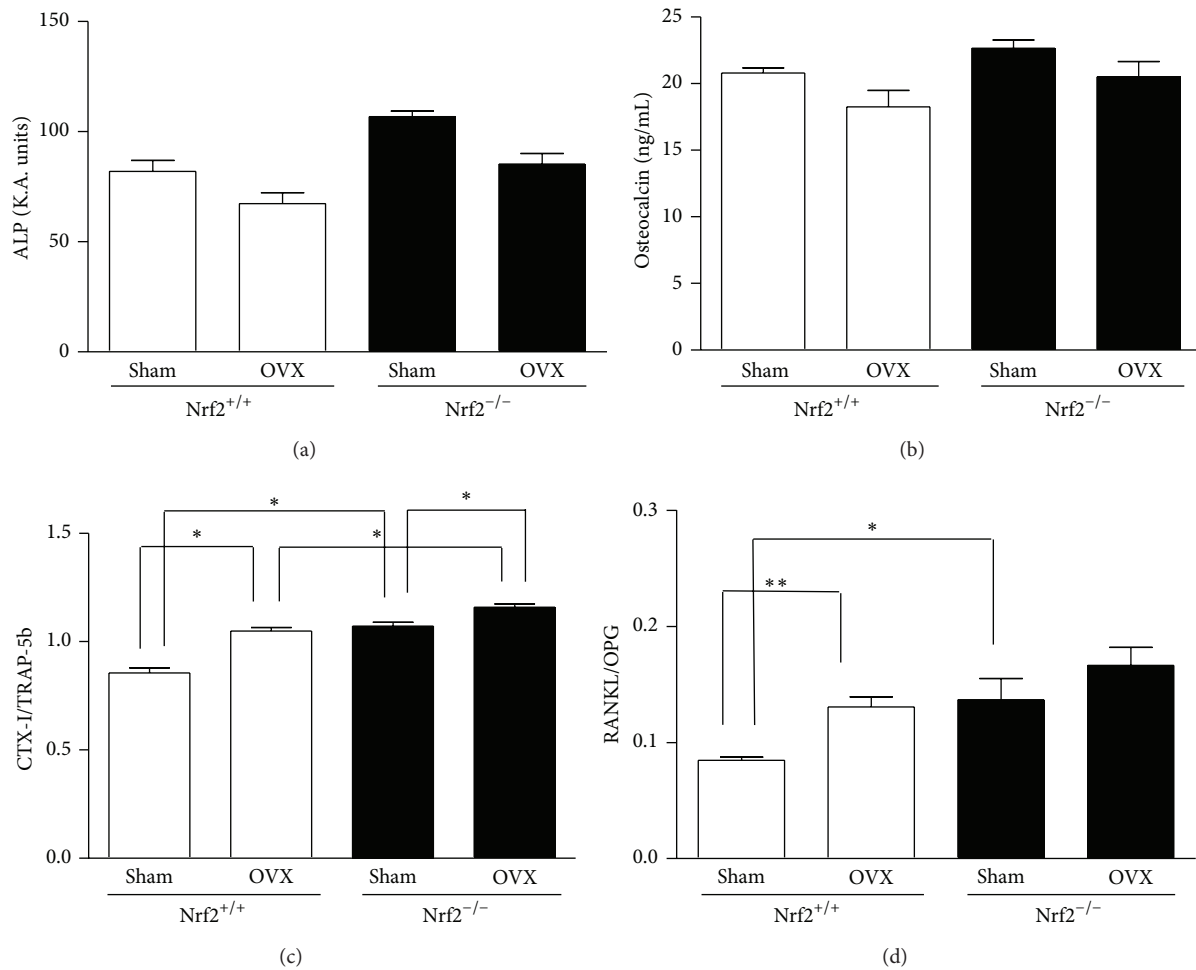 150
100
50
0
ALP (K.A. units)
Sham OVX Sham OVX
Nrf2+/+ Nrf2−/−
(a)
25
20
15
10
5
0
Osteocalcin (ng/mL)
Sham OVX Sham OVX
Nrf2+/+ Nrf2−/−
(b)
1.5
1.0
0.5
0.0
CTX-I/TRAP-5b
* *
* *
Sham OVX Sham OVX
Nrf2+/+ Nrf2−/−
(c)
0.3
0.2
0.1
0.0
RANKL/OPG
*
**
Sham OVX Sham OVX
Nrf2+/+ Nrf2−/−
(d)